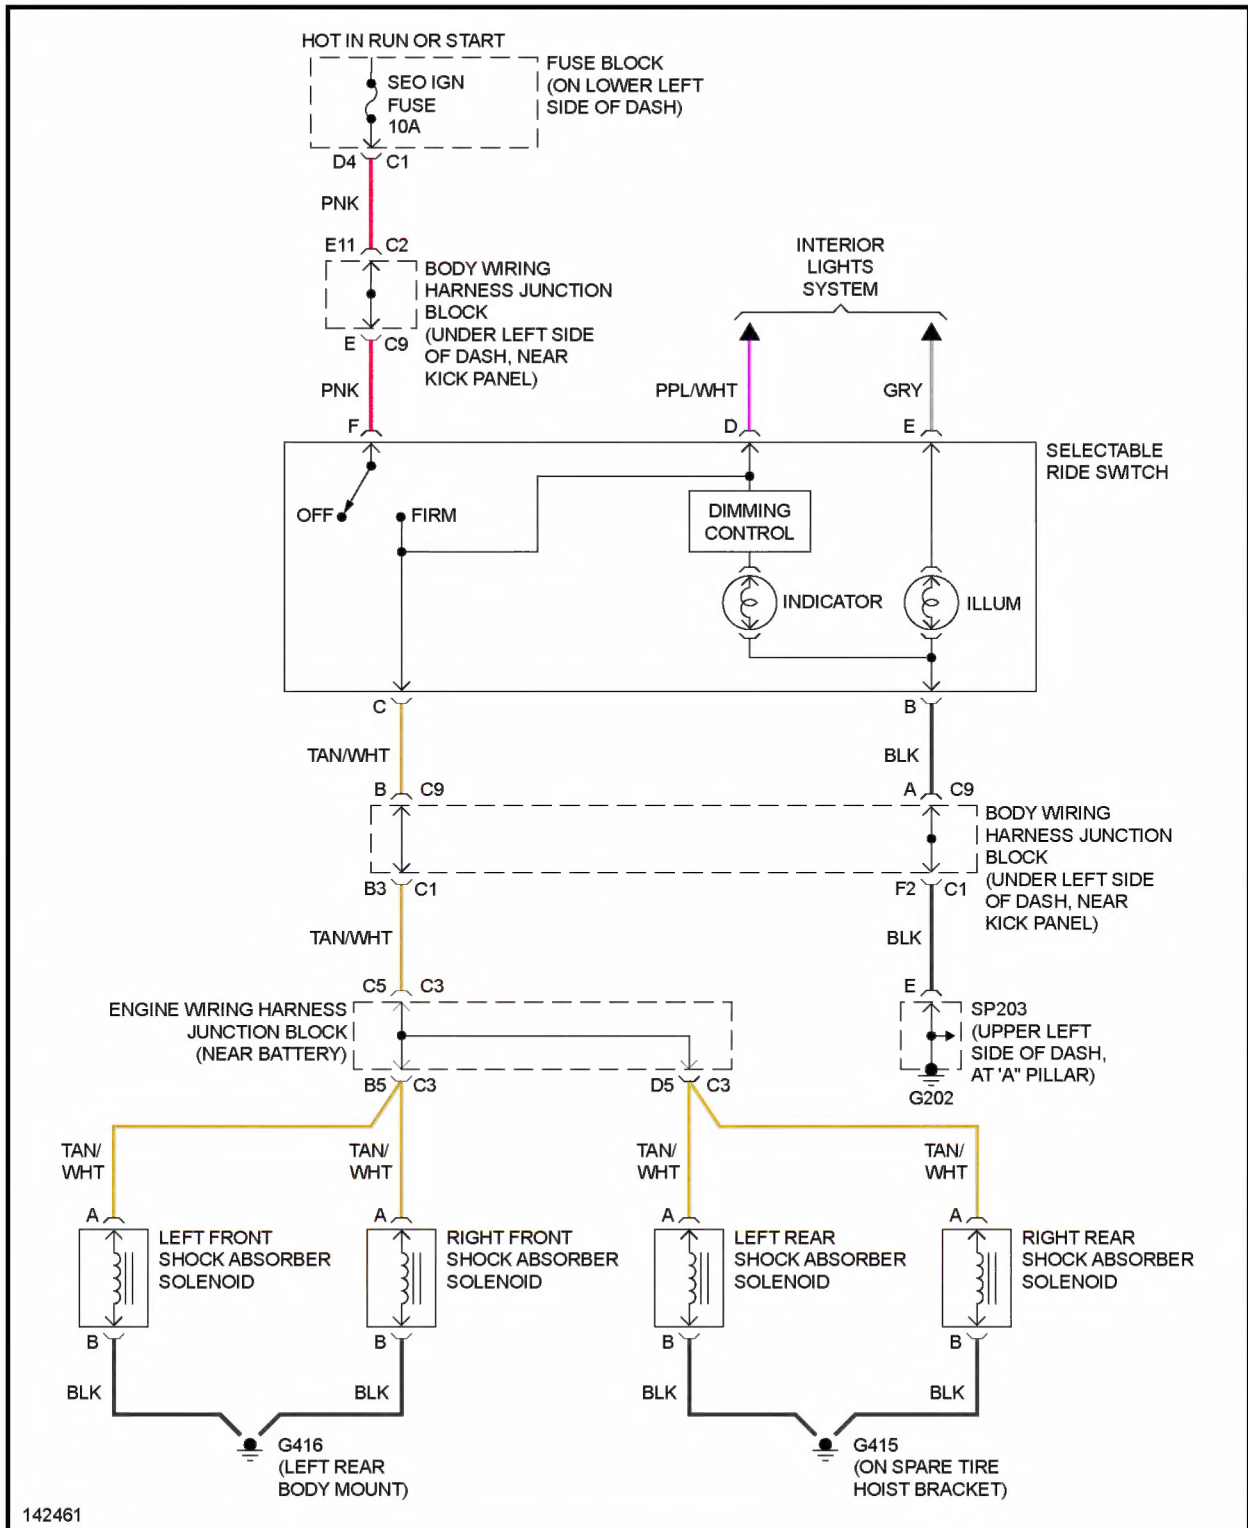 HOT IN RUN OR START
SEO IGN
FUSE
10A
FUSE BLOCK
(ON LOWER LEFT
SIDE OF DASH)
D4 C1
PNK
E11 C2
BODY WIRING
HARNESS JUNCTION
BLOCK
(UNDER LEFT SIDE
OF DASH, NEAR
KICK PANEL)
E C9
INTERIOR
LIGHTS
SYSTEM
PNK
PPL/WHT
GRY
F
D
E
SELECTABLE
RIDE SWITCH
OFF
FIRM
DIMMING
CONTROL
INDICATOR
ILLUM
C
B
TAN/WHT
BLK
B C9
A C9
BODY WIRING
HARNESS JUNCTION
BLOCK
(UNDER LEFT SIDE
OF DASH, NEAR
KICK PANEL)
B3 C1
F2 C1
TAN/WHT
BLK
C5 C3
E
ENGINE WIRING HARNESS
JUNCTION BLOCK
(NEAR BATTERY)
SP203
(UPPER LEFT
SIDE OF DASH,
AT 'A" PILLAR)
B5 C3
D5 C3
G202
TAN/
WHT
TAN/
WHT
TAN/
WHT
TAN/
WHT
A
A
A
A
LEFT FRONT
SHOCK ABSORBER
SOLENOID
RIGHT FRONT
SHOCK ABSORBER
SOLENOID
LEFT REAR
SHOCK ABSORBER
SOLENOID
RIGHT REAR
SHOCK ABSORBER
SOLENOID
B
B
B
B
BLK
BLK
BLK
BLK
G416
(LEFT REAR
BODY MOUNT)
G415
(ON SPARE TIRE
HOIST BRACKET)
142461